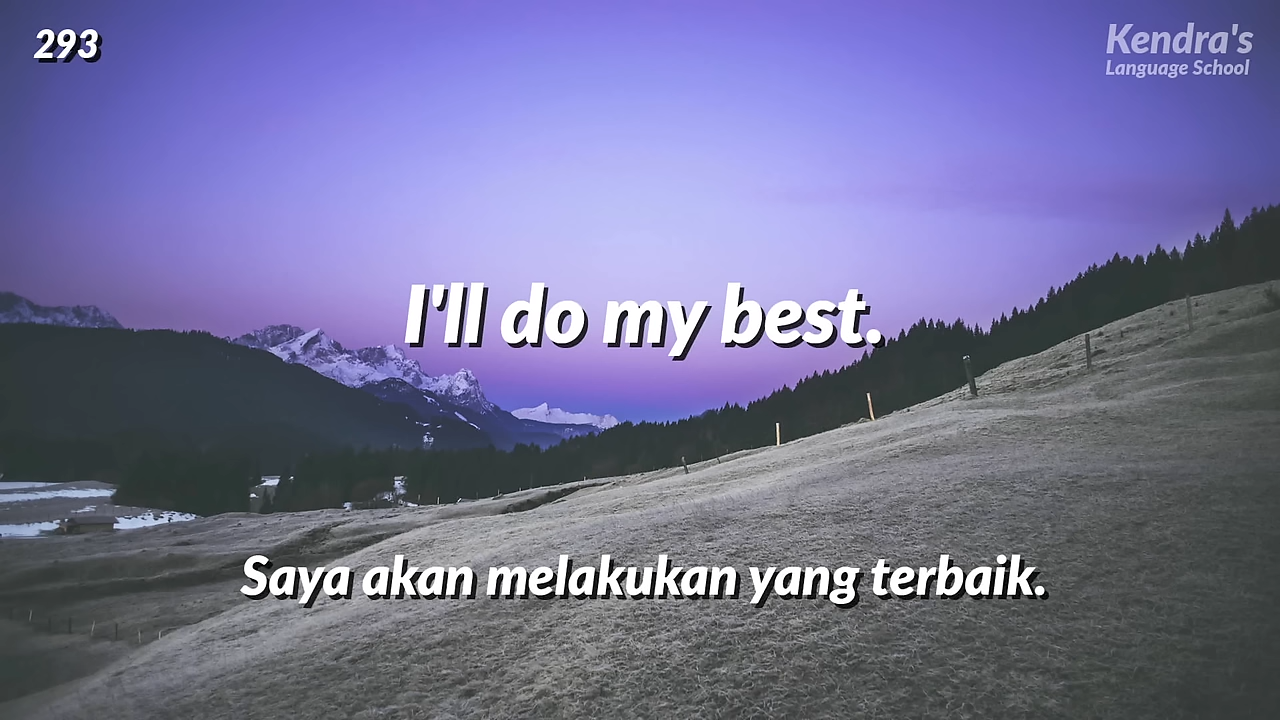 293
Kendra's
Language School
I'll do my best.
Saya akan melakukan yang terbaik.